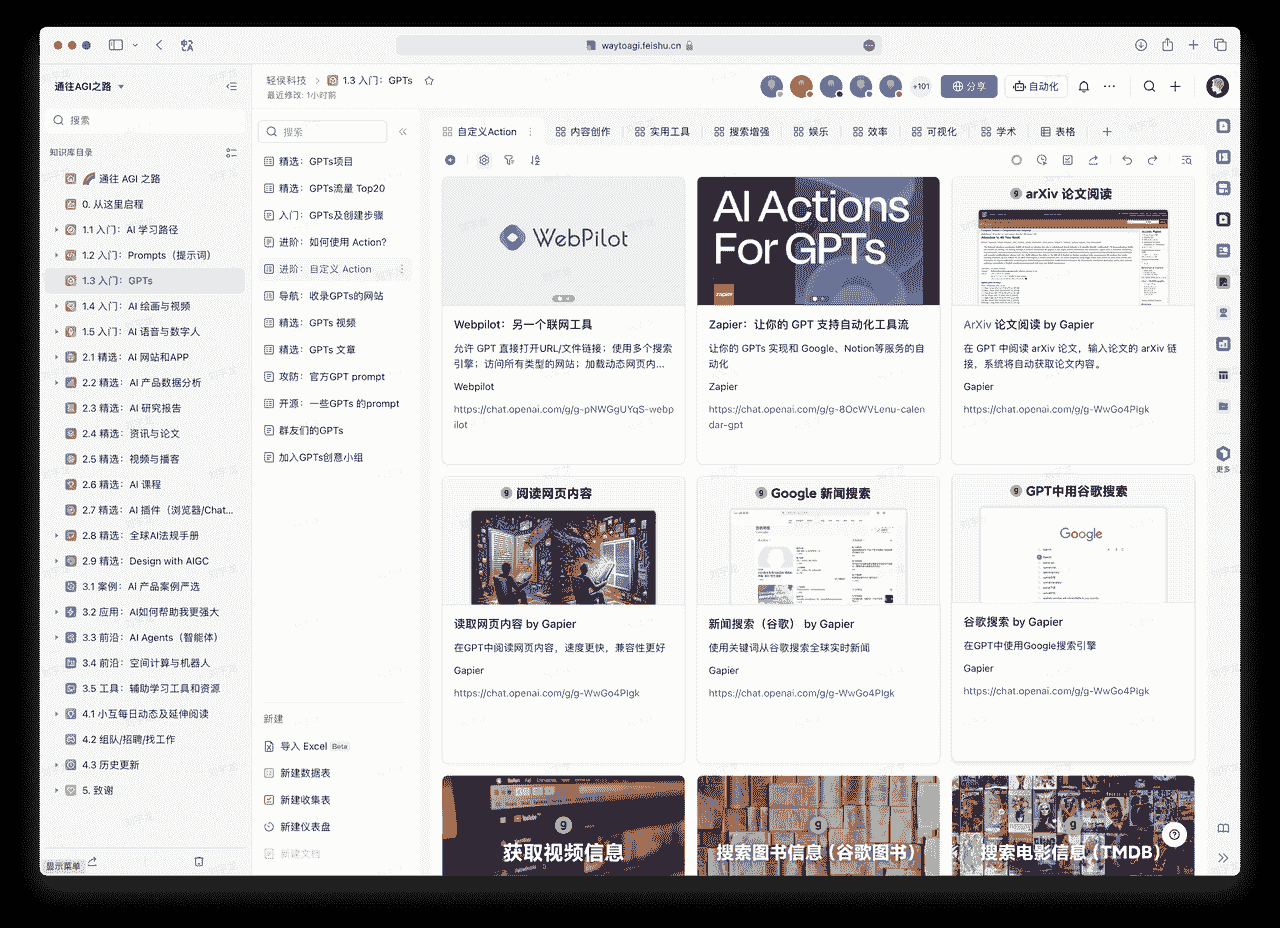 waytoagi.feishu.cn
通往AGI之路
搜索
知识库目录
🌈 通往 AGI 之路
0. 从这里启程
1.1 入门：AI 学习路径
1.2 入门：Prompts（提示词）
1.3 入门：GPTs
1.4 入门：AI 绘画与视频
1.5 入门：AI 语音与数字人
2.1 精选：AI 网站和APP
2.2 精选：AI 产品数据分析
2.3 精选：AI 研究报告
2.4 精选：资讯与论文
2.5 精选：视频与播客
2.6 精选：AI 课程
2.7 精选：AI 插件（浏览器/Chat...
2.8 精选：全球AI法规手册
2.9 精选：Design with AIGC
3.1 案例：AI 产品案例严选
3.2 应用：AI如何帮助我更强大
3.3 前沿：AI Agents（智能体）
3.4 前沿：空间计算与机器人
3.5 工具：辅助学习工具和资源
4.1 小互每日动态及延伸阅读
4.2 组队/招聘/找工作
4.3 历史更新
5. 致谢
显示菜单
轻侯科技 > 1.3 入门：GPTs
最近修改: 1小时前
+101
分享
自动化
搜索
精选：GPTs项目
精选：GPTs流量 Top20
入门：GPTs及创建步骤
进阶：如何使用 Action?
进阶：自定义 Action
导航：收录GPTs的网站
精选：GPTs 视频
精选：GPTs 文章
攻防：官方GPT prompt
开源：一些GPTs 的prompt
群友们的GPTs
加入GPTs创意小组
新建
导入 Excel Beta
新建数据表
新建收集表
新建仪表盘
新建文档
自定义Action
内容创作
实用工具
搜索增强
娱乐
效率
可视化
学术
表格
WebPilot
Webpilot：另一个联网工具
允许 GPT 直接打开URL/文件链接；使用多个搜索
引擎；访问所有类型的网站；加载动态网页内...
Webpilot
https://chat.openai.com/g/g-pNWGgUYqS-webp
ilot
AI Actions
For GPTs
zapier
Zapier：让你的 GPT 支持自动化工具流
让你的 GPTs 实现和 Google、Notion等服务的自
动化
Zapier
https://chat.openai.com/g/g-8OcWVLenu-calen
dar-gpt
arXiv 论文阅读
ArXiv 论文阅读 by Gapier
在 GPT 中阅读 arXiv 论文，输入论文的 arXiv 链
接，系统将自动获取论文内容。
Gapier
https://chat.openai.com/g/g-WwGo4PIgk
阅读网页内容
读取网页内容 by Gapier
在GPT中阅读网页内容，速度更快，兼容性更好
Gapier
https://chat.openai.com/g/g-WwGo4PIgk
Google 新闻搜索
新闻搜索（谷歌） by Gapier
使用关键词从谷歌搜索全球实时新闻
Gapier
https://chat.openai.com/g/g-WwGo4PIgk
GPT中用谷歌搜索
Google
谷歌搜索 by Gapier
在GPT中使用Google搜索引擎
Gapier
https://chat.openai.com/g/g-WwGo4PIgk
获取视频信息
搜索图书信息（谷歌图书）
搜索电影信息（TMDB）
更多